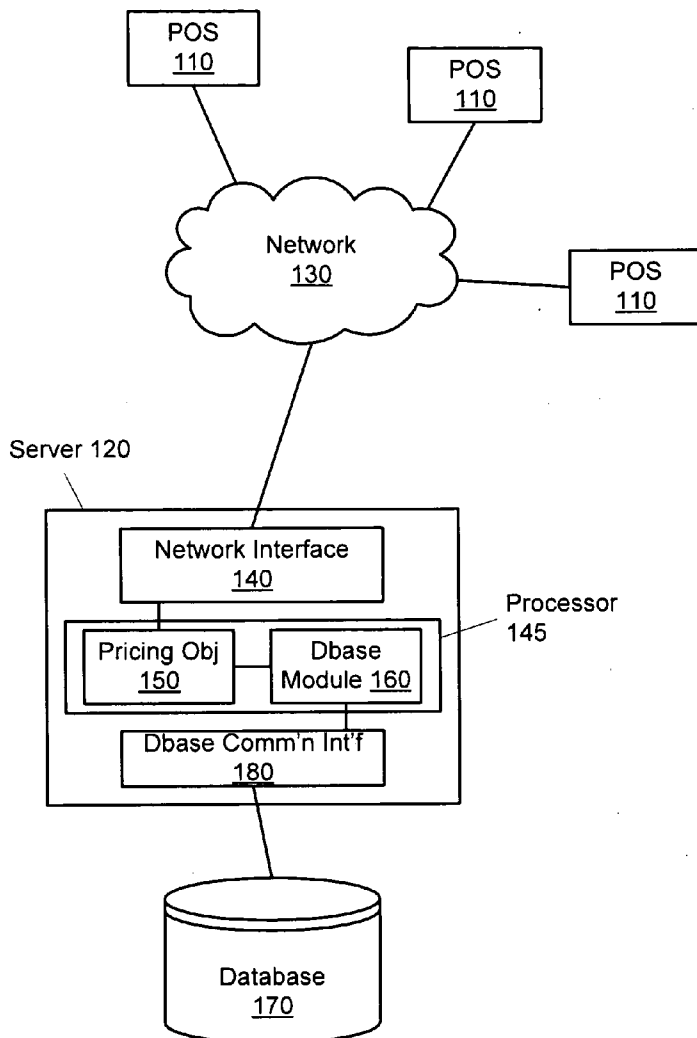 POS
110
POS
110
Network
130
POS
110
Server 120
Network Interface
140
Processor
145
Pricing Obj
150
Dbase
Module 160
Dbase Comm'n Int'f
180
Database
170